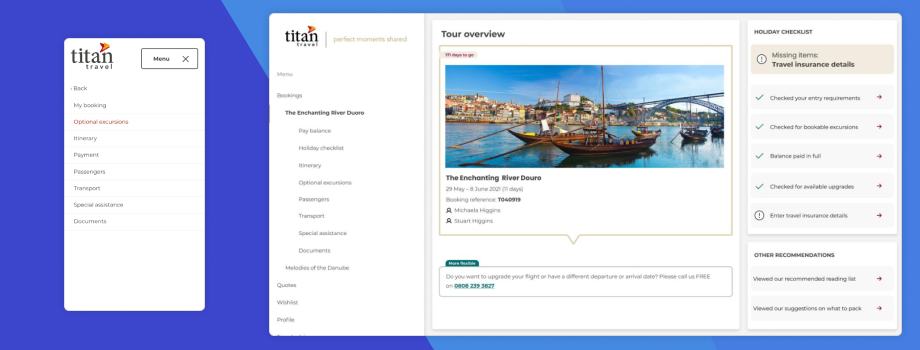 titan
travel
Menu
‹ Back
My booking
Optional excursions
Itinerary
Payment
Passengers
Transport
Special assistance
Documents
titan
travel
perfect moments shared
Menu
Bookings
The Enchanting River Douro
Pay balance
Holiday checklist
Itinerary
Optional excursions
Passengers
Transport
Special assistance
Documents
Melodies of the Danube
Quotes
Wishlist
Profile
Tour overview
171 days to go
The Enchanting River Douro
29 May – 8 June 2021 (11 days)
Booking reference: T040919
Michaela Higgins
Stuart Higgins
More flexible
Do you want to upgrade your flight or have a different departure or arrival date? Please call us FREE
on 0808 239 3827
HOLIDAY CHECKLIST
Missing items:
Travel insurance details
Checked your entry requirements
Checked for bookable excursions
Balance paid in full
Checked for available upgrades
Enter travel insurance details
OTHER RECOMMENDATIONS
Viewed our recommended reading list
Viewed our suggestions on what to pack